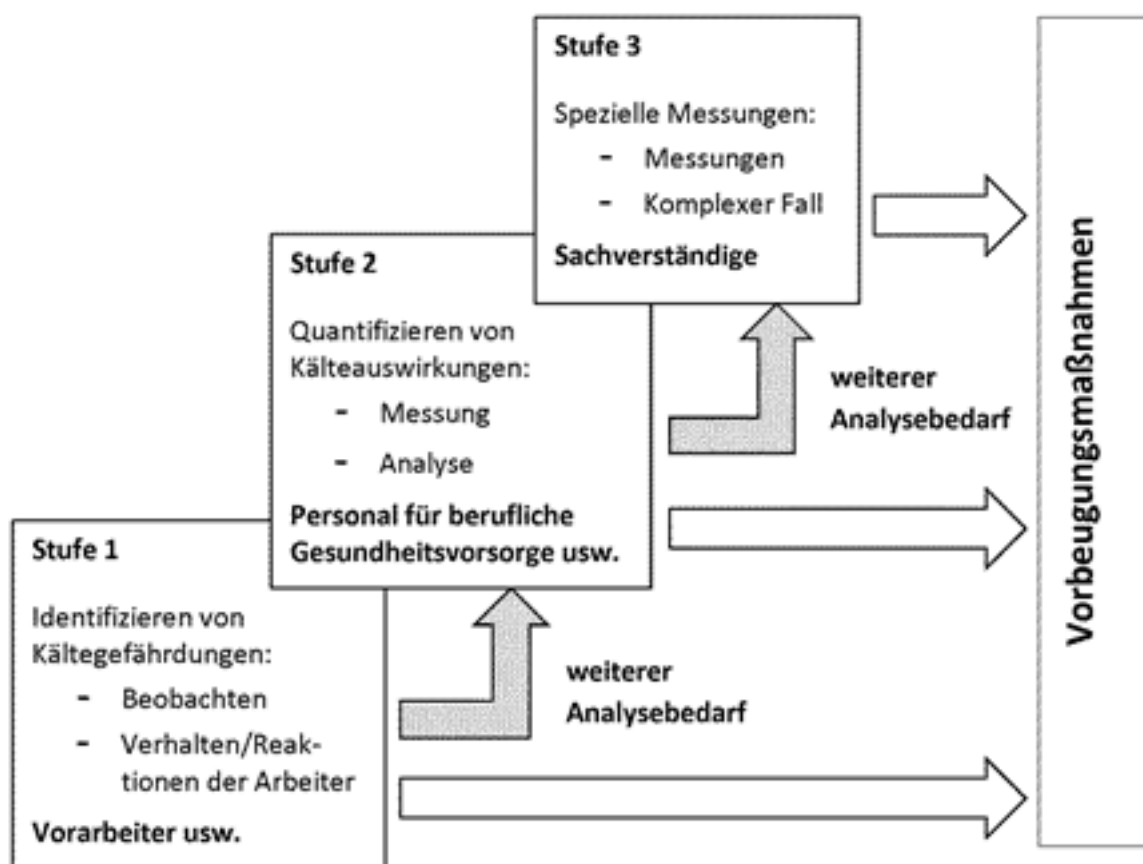 Stufe 3
Spezielle Messungen:
- Messungen
- Komplexer Fall
Sachverständige
Stufe 2
Quantifizieren von
Kälteauswirkungen:
- Messung
- Analyse
Personal für berufliche
Gesundheitsvorsorge usw.
weiterer
Analysebedarf
Stufe 1
Identifizieren von
Kältegefährdungen:
- Beobachten
- Verhalten/Reak-
tionen der Arbeiter
Vorarbeiter usw.
weiterer
Analysebedarf
Vorbeugungsmaßnahmen